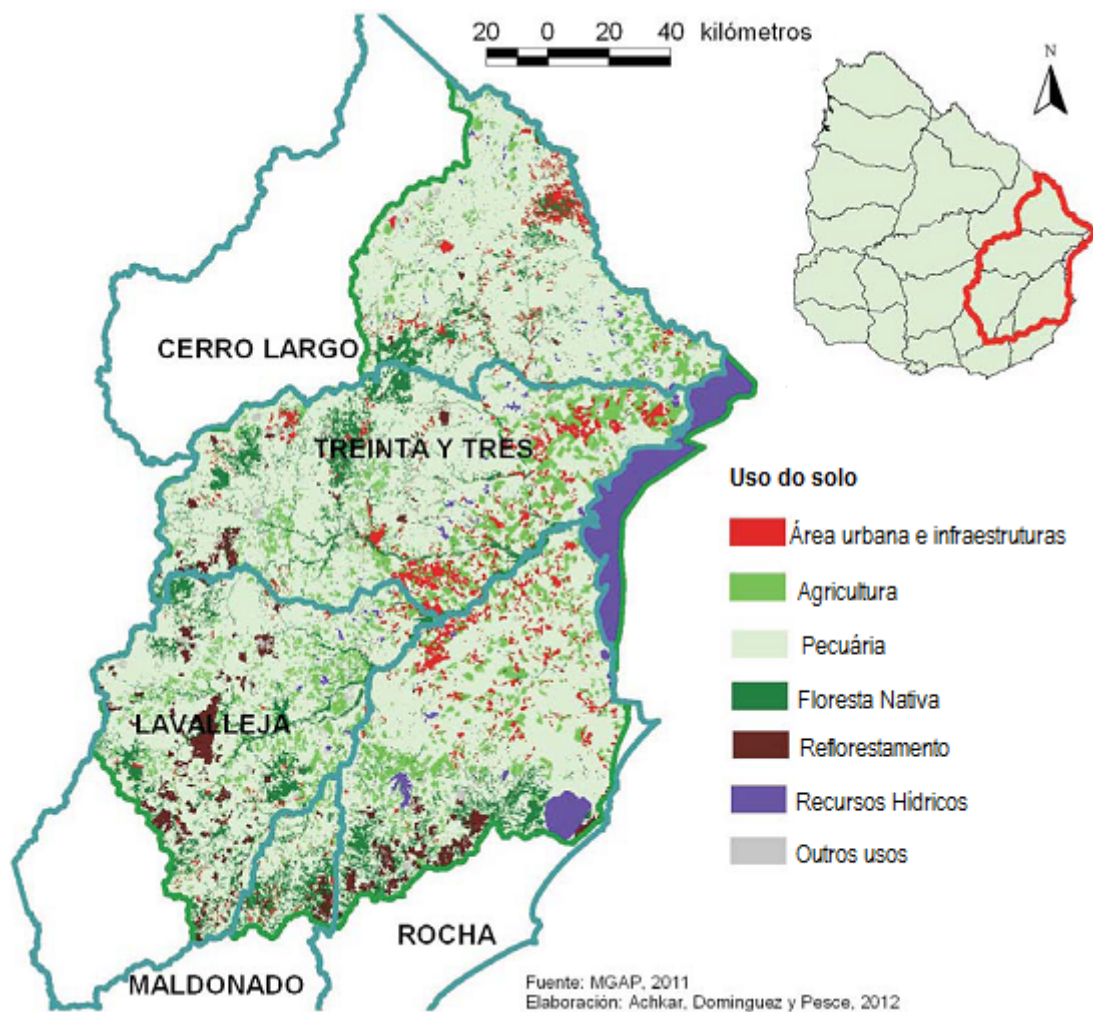 20 0 20 40 kilómetros
N
CERRO LARGO
TREINTA Y TRES
LAVALLEJA
ROCHA
MALDONADO
Uso do solo
Área urbana e infraestruturas
Agricultura
Pecuária
Floresta Nativa
Reflorestamento
Recursos Hídricos
Outros usos
Fuente: MGAP, 2011
Elaboración: Achkar, Dominguez y Pesce, 2012